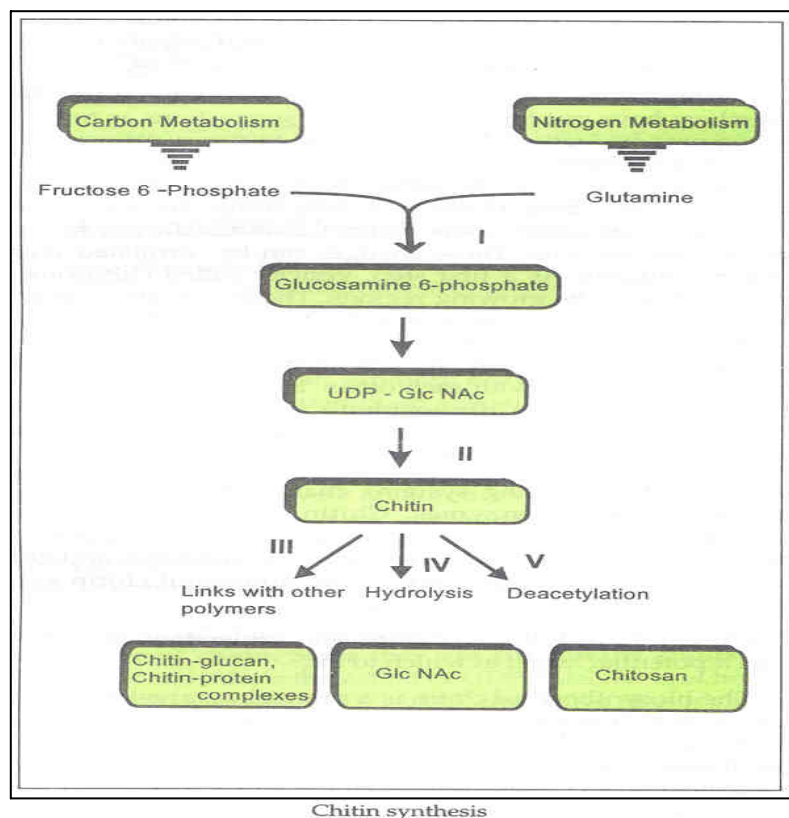 Carbon Metabolism
Nitrogen Metabolism
Fructose 6 -Phosphate
Glutamine
I
Glucosamine 6-phosphate
UDP - Glc NAc
II
Chitin
III
IV
V
Links with other
polymers
Hydrolysis
Deacetylation
Chitin-glucan,
Chitin-protein
complexes
Glc NAc
Chitosan
Chitin synthesis